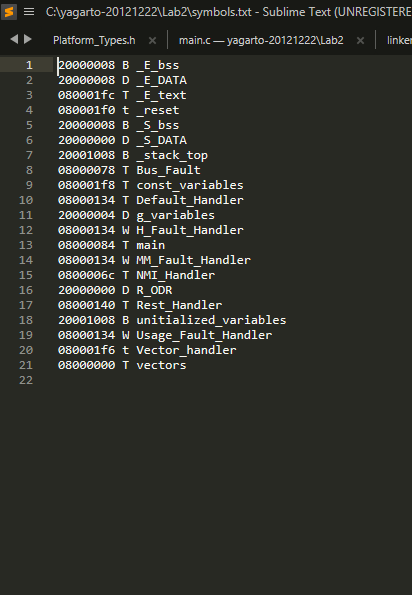 C:\yagarto-20121222\Lab2\symbols.txt - Sublime Text (UNREGISTERE
Platform_Types.h × main.c — yagarto-20121222\Lab2 × linker
1 20000008 B _E_bss
2 20000008 D _E_DATA
3 080001fc T _E_text
4 080001f0 t _reset
5 20000008 B _S_bss
6 20000000 D _S_DATA
7 20001008 B _stack_top
8 08000078 T Bus_Fault
9 080001f8 T const_variables
10 08000134 T Default_Handler
11 20000004 D g_variables
12 08000134 W H_Fault_Handler
13 08000084 T main
14 08000134 W MM_Fault_Handler
15 0800006c T NMI_Handler
16 20000000 D R_ODR
17 08000140 T Rest_Handler
18 20001008 B unitialized_variables
19 08000134 W Usage_Fault_Handler
20 080001f6 t Vector_handler
21 08000000 T vectors
22